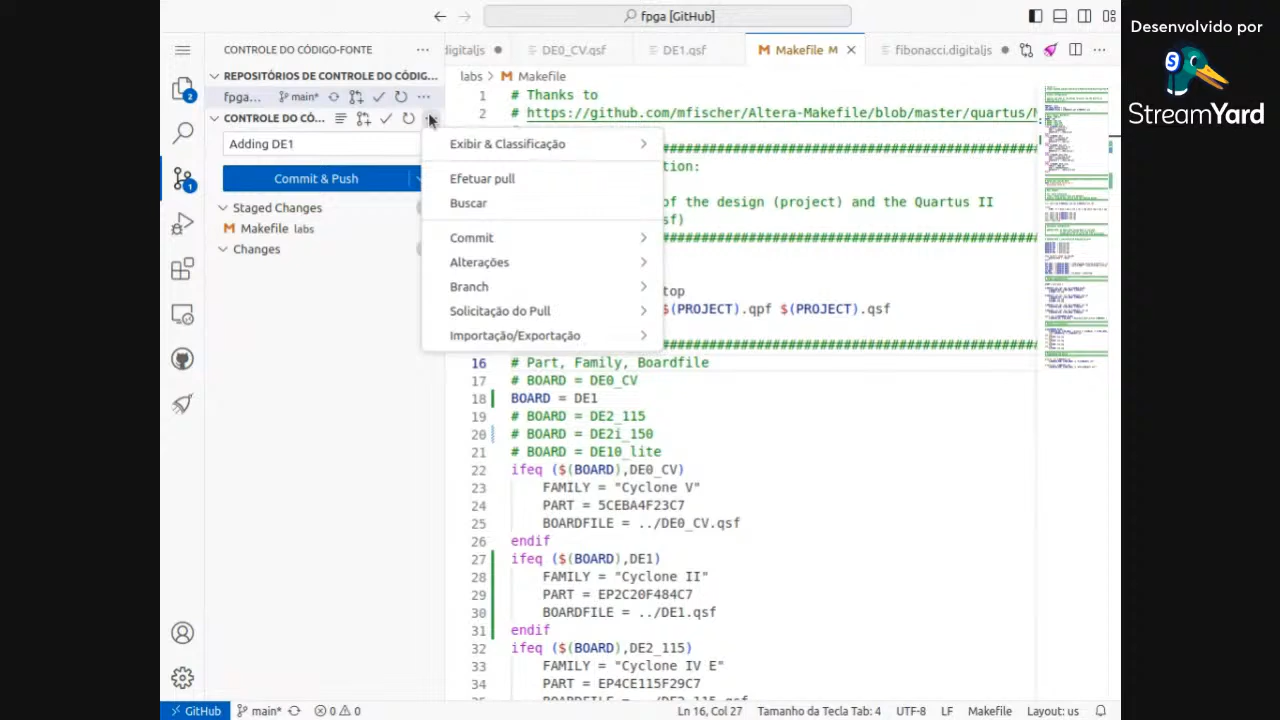 fpga [GitHub]
Desenvolvido por
StreamYard
CONTROLE DO CÓDIGO-FONTE
digitaljs
DE0_CV.qsf
DE1.qsf
Makefile M
fibonacci.digitaljs
REPOSITÓRIOS DE CONTROLE DO CÓDIG...
labs > Makefile
fpga... main*
CONTROLE DO CÓ...
Adding DE1
Commit & Push
Staged Changes
Makefile labs
Changes
2
1
Exibir & Classificação
Efetuar pull
Buscar
Commit
Alterações
Branch
Solicitação do Pull
Importação/Exportação
1 # Thanks to
2 # https://github.com/mfischer/Altera-Makefile/blob/master/quartus/
##############################################
tion:
of the design (project) and the Quartus II
sf)
##############################################
top
$(PROJECT).qpf $(PROJECT).qsf
##############################################
16 # Part, Family, Boardfile
17 # BOARD = DE0_CV
18 BOARD = DE1
19 # BOARD = DE2_115
20 # BOARD = DE2i_150
21 # BOARD = DE10_lite
22 ifeq ($(BOARD),DE0_CV)
23 FAMILY = "Cyclone V"
24 PART = 5CEBA4F23C7
25 BOARDFILE = ../DE0_CV.qsf
26 endif
27 ifeq ($(BOARD),DE1)
28 FAMILY = "Cyclone II"
29 PART = EP2C20F484C7
30 BOARDFILE = ../DE1.qsf
31 endif
32 ifeq ($(BOARD),DE2_115)
33 FAMILY = "Cyclone IV E"
34 PART = EP4CE115F29C7
GitHub main* 0 0 Ln 16, Col 27 Tamanho da Tecla Tab: 4 UTF-8 LF Makefile Layout: us